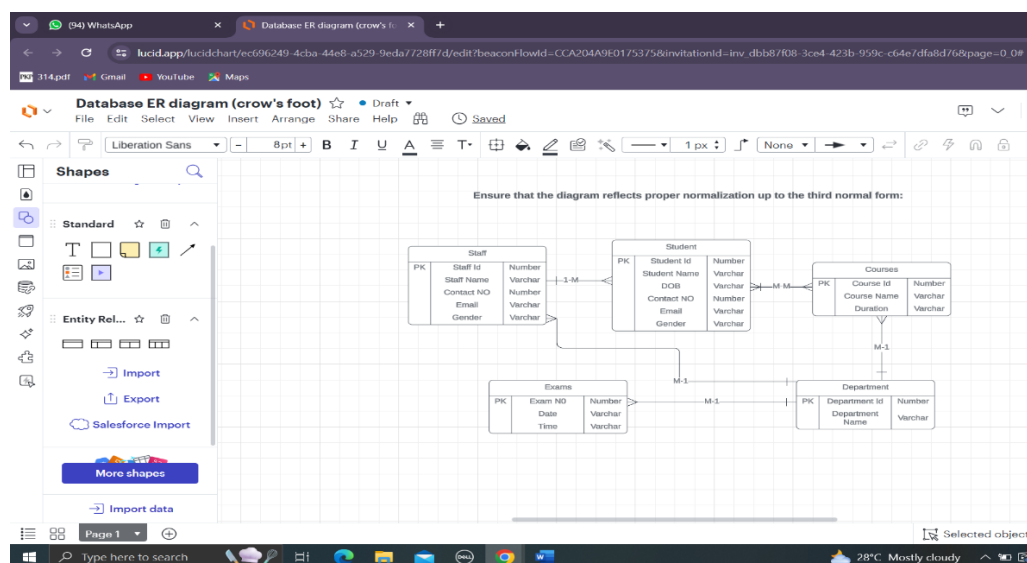 (94) WhatsApp
Database ER diagram (crow's fo
lucid.app/lucidchart/ec696249-4cba-44e8-a529-9eda7728ff7d/edit?beaconFlowId=CCA204A9E0175375&invitationId=inv_dbb87f08-3ce4-423b-959c-c64e7dfa8d76&page=0_0#
314.pdf Gmail YouTube Maps
Database ER diagram (crow's foot) Draft
File Edit Select View Insert Arrange Share Help Saved
Liberation Sans - 8pt + B I U A T 1 px None
Shapes
Ensure that the diagram reflects proper normalization up to the third normal form:
Standard
T
Entity Rel...
Import
Export
Salesforce Import
More shapes
Import data
Staff
PK Staff Id Number
Staff Name Varchar
Contact NO Number
Email Varchar
Gender Varchar
1-M
Student
PK Student Id Number
Student Name Varchar
DOB Varchar
Contact NO Number
Email Varchar
Gender Varchar
M-M
Courses
PK Course Id Number
Course Name Varchar
Duration Varchar
M-1
M-1
Exams
PK Exam N0 Number
Date Varchar
Time Varchar
M-1
Department
PK Department Id Number
Department Name Varchar
Page 1
Selected object
Type here to search
DELL
W
28°C Mostly cloudy